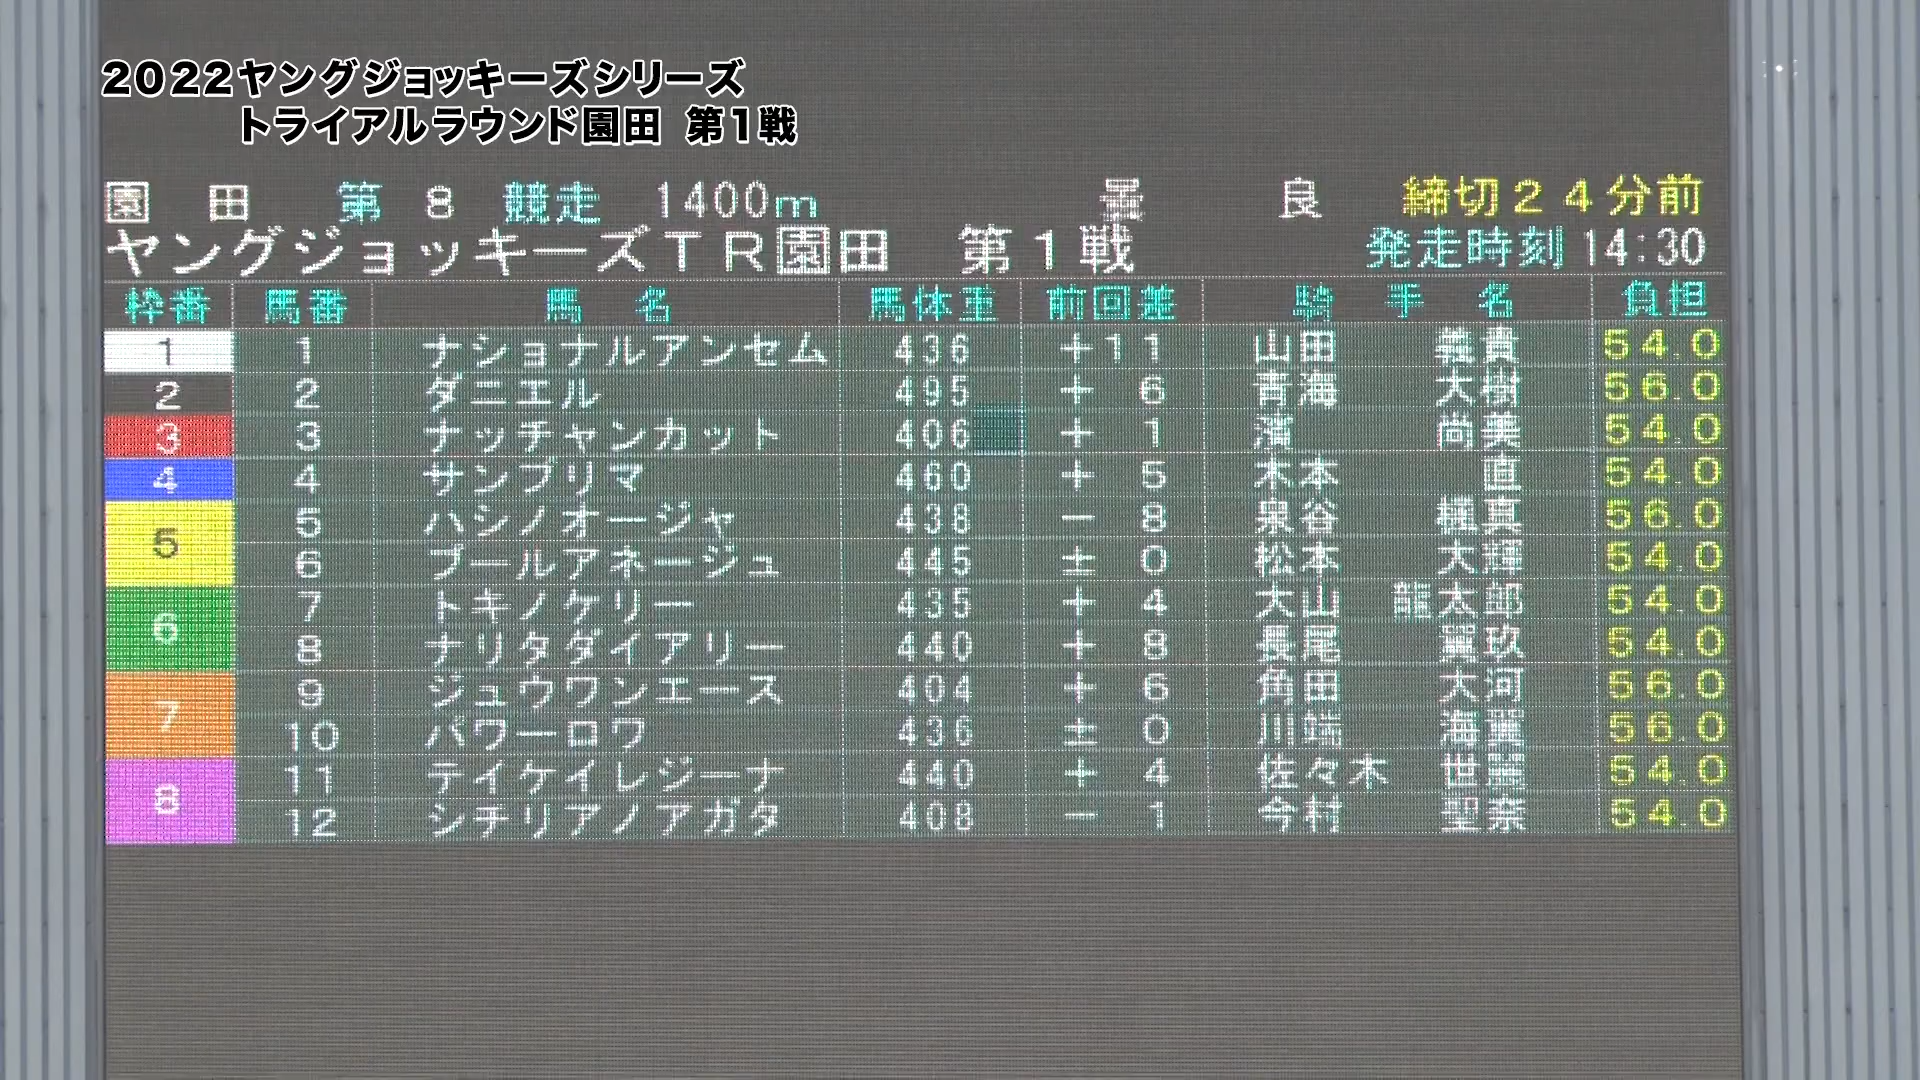 2022ヤングジョッキーズシリーズ
トライアルラウンド園田 第1戦
園田 第8競走 1400m 曇 良 締切24分前
ヤングジョッキーズTR園田 第1戦 発走時刻 14:30
枠番 馬番 馬名 馬体重 前回差 騎手名 負担
1 1 ナショナルアンセム 436 +11 山田 義貴 54.0
2 2 ダニエル 495 + 6 青海 大樹 56.0
3 3 ナッチャンカット 406 + 1 濱 尚美 54.0
4 4 サンブリマ 460 + 5 木本 直 54.0
5 5 ハシノオージャ 438 - 8 泉谷 楓真 56.0
6 プールアネージュ 445 ± 0 松本 大輝 54.0
6 7 トキノケリー 435 + 4 大山 龍太郎 54.0
8 ナリタダイアリー 440 + 8 長尾 翼玖 54.0
7 9 ジュウワンエース 404 + 6 角田 大河 56.0
10 パワーロワ 436 ± 0 川端 海翼 56.0
8 11 テイケイレジーナ 440 + 4 佐々木 世麗 54.0
12 シチリアノアガタ 408 - 1 今村 聖奈 54.0